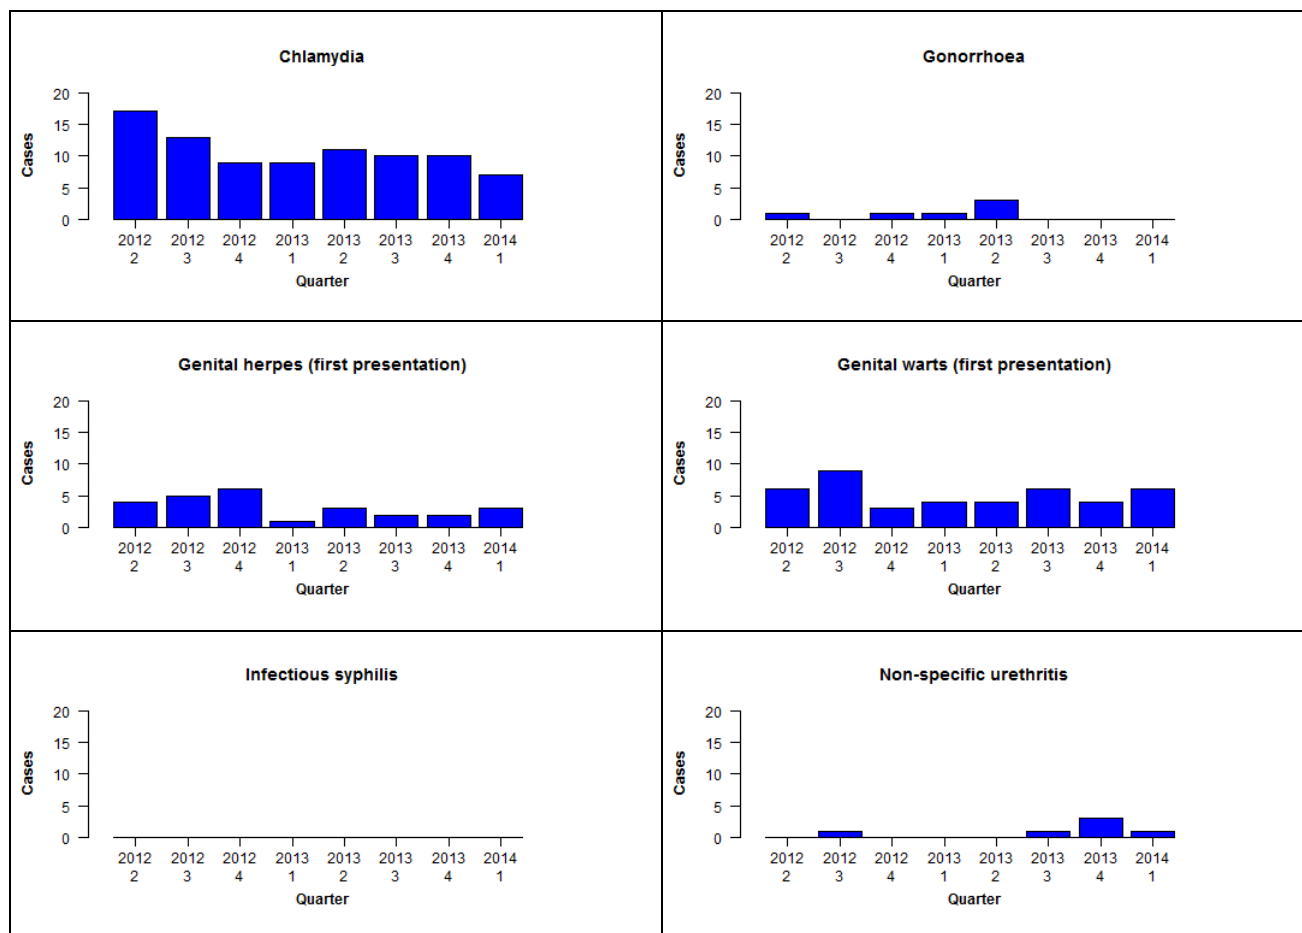 Chlamydia
20
15
10
5
0
Cases
2012 2012 2012 2013 2013 2013 2013 2014
2 3 4 1 2 3 4 1
Quarter
Gonorrhoea
20
15
10
5
0
Cases
2012 2012 2012 2013 2013 2013 2013 2014
2 3 4 1 2 3 4 1
Quarter
Genital herpes (first presentation)
20
15
10
5
0
Cases
2012 2012 2012 2013 2013 2013 2013 2014
2 3 4 1 2 3 4 1
Quarter
Genital warts (first presentation)
20
15
10
5
0
Cases
2012 2012 2012 2013 2013 2013 2013 2014
2 3 4 1 2 3 4 1
Quarter
Infectious syphilis
20
15
10
5
0
Cases
2012 2012 2012 2013 2013 2013 2013 2014
2 3 4 1 2 3 4 1
Quarter
Non-specific urethritis
20
15
10
5
0
Cases
2012 2012 2012 2013 2013 2013 2013 2014
2 3 4 1 2 3 4 1
Quarter